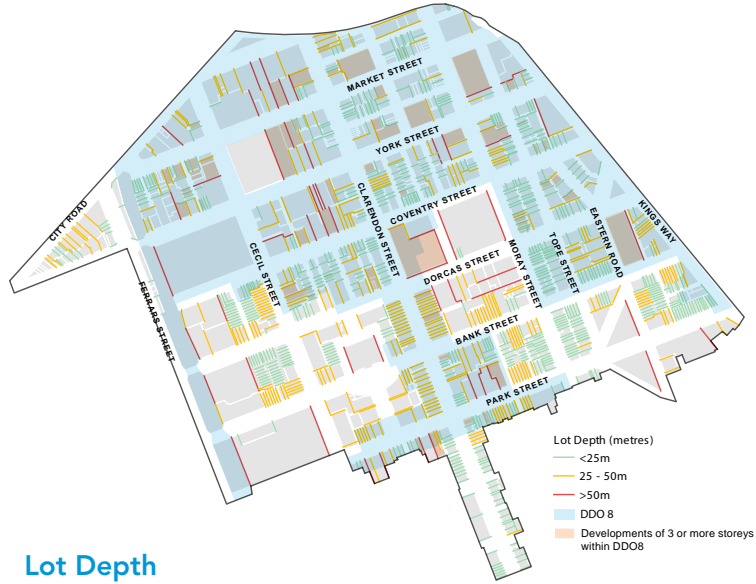 MARKET STREET
YORK STREET
CITY ROAD
CLARENDON STREET
COVENTRY STREET
KINGS WAY
EASTERN ROAD
TOPE STREET
MORAY STREET
CECIL STREET
DORCAS STREET
FERRARS STREET
BANK STREET
PARK STREET
Lot Depth (metres)
<25m
25 - 50m
>50m
DDO 8
Developments of 3 or more storeys
within DDO8
Lot Depth